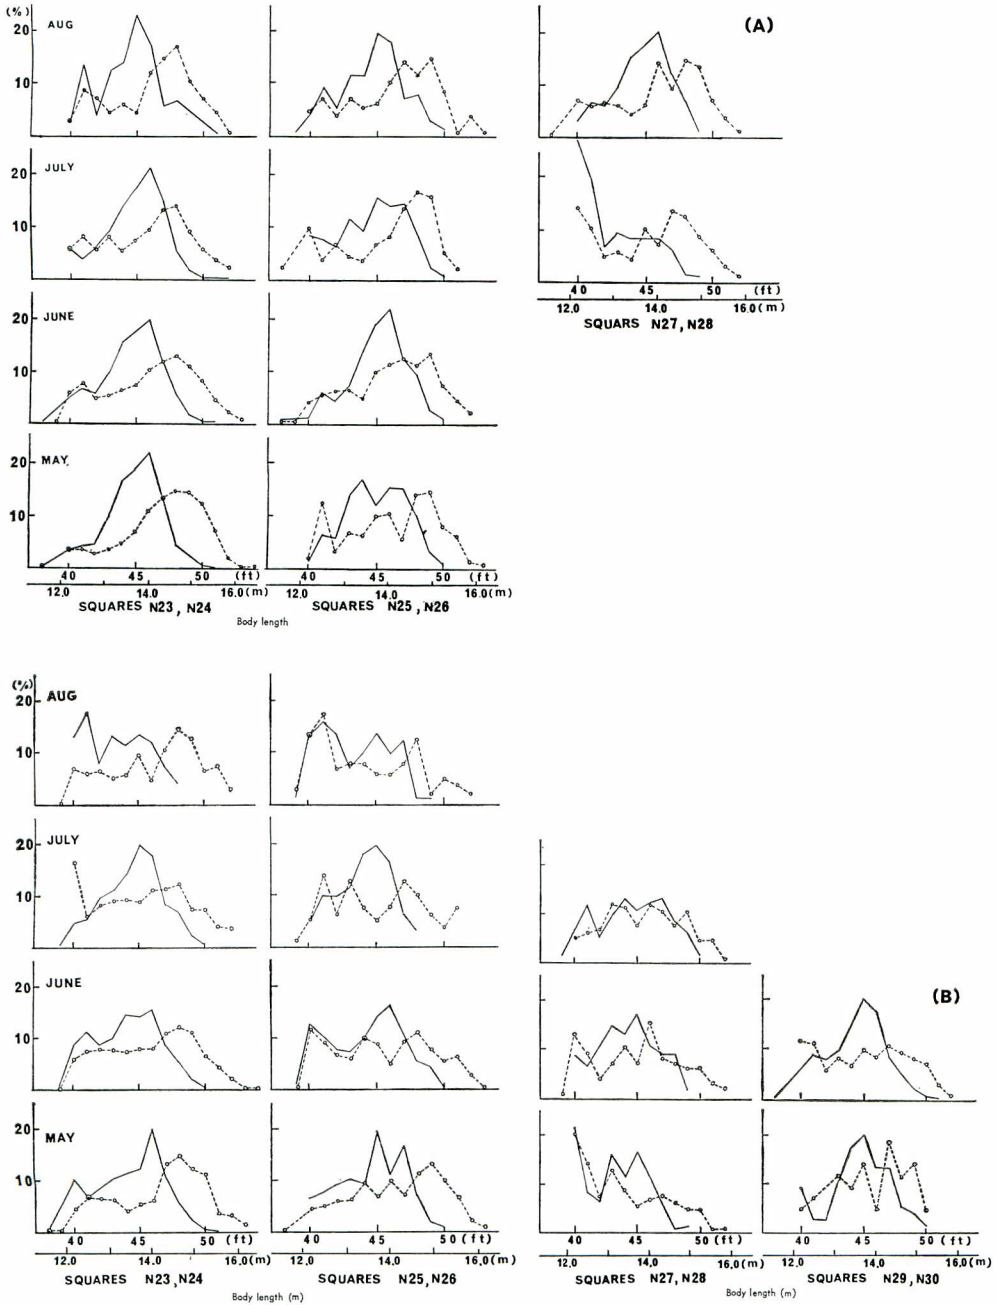 (%)
20
10
AUG
(A)
20
10
JULY
40 45 50 (ft)
12.0 14.0 16.0(m)
SQUARS N27, N28
20
10
JUNE
20
10
MAY
40 45 50 (ft)
12.0 14.0 16.0(m)
SQUARES N23, N24
40 45 50 (ft)
12.0 14.0 16.0(m)
SQUARES N25, N26
Body length
(%)
20
10
AUG
20
10
JULY
20
10
JUNE
(B)
20
10
MAY
40 45 50 (ft)
12.0 14.0 16.0(m)
SQUARES N23, N24
40 45 50 (ft)
12.0 14.0 16.0(m)
SQUARES N25, N26
Body length (m)
40 45 50 (ft)
12.0 14.0 16.0(m)
SQUARES N27, N28
40 45 50 (ft)
12.0 14.0 16.0(m)
SQUARES N29, N30
Body length (m)